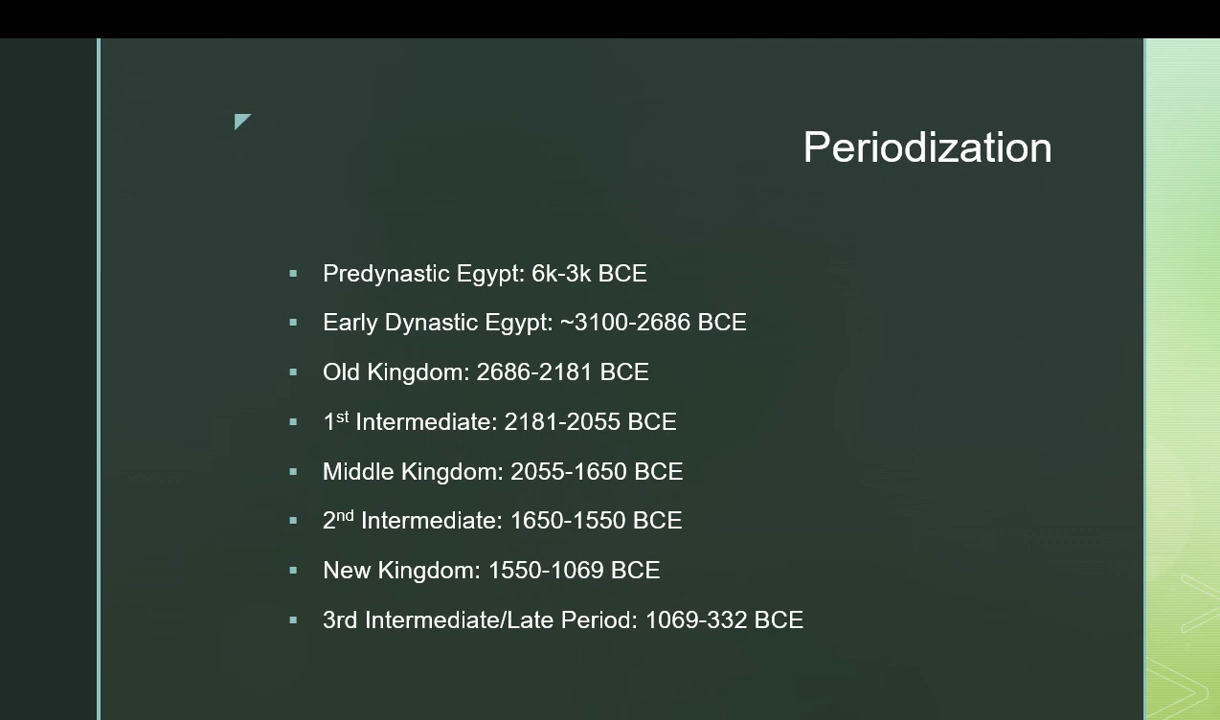 Periodization
Predynastic Egypt: 6k-3k BCE
Early Dynastic Egypt: ~3100-2686 BCE
Old Kingdom: 2686-2181 BCE
1st Intermediate: 2181-2055 BCE
Middle Kingdom: 2055-1650 BCE
2nd Intermediate: 1650-1550 BCE
New Kingdom: 1550-1069 BCE
3rd Intermediate/Late Period: 1069-332 BCE